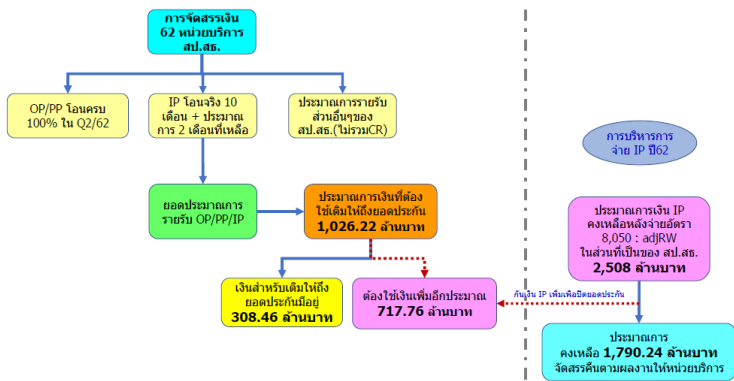 การจัดสรรเงิน
62 หน่วยบริการ
สป.สธ.
OP/PP โอนครบ
100% ใน Q2/62
IP โอนจริง 10
เดือน + ประมาณ
การ 2 เดือนที่เหลือ
ประมาณการรายรับ
ส่วนอื่นๆของ
สป.สธ.(ไม่รวมCR)
การบริหารการ
จ่าย IP ปี62
ยอดประมาณการ
รายรับ OP/PP/IP
ประมาณการเงินที่ต้อง
ใช้เติมให้ถึงยอดประกัน
1,026.22 ล้านบาท
ประมาณการเงิน IP
คงเหลือหลังจ่ายอัตรา
8,050 : adjRW
ในส่วนที่เป็นของ สป.สธ.
2,508 ล้านบาท
เงินสำหรับเติมให้ถึง
ยอดประกันมีอยู่
308.46 ล้านบาท
ต้องใช้เงินเพิ่มอีกประมาณ
717.76 ล้านบาท
กันเงิน IP เพิ่มเพื่อปิดยอดประกัน
ประมาณการ
คงเหลือ 1,790.24 ล้านบาท
จัดสรรคืนตามผลงานให้หน่วยบริการ